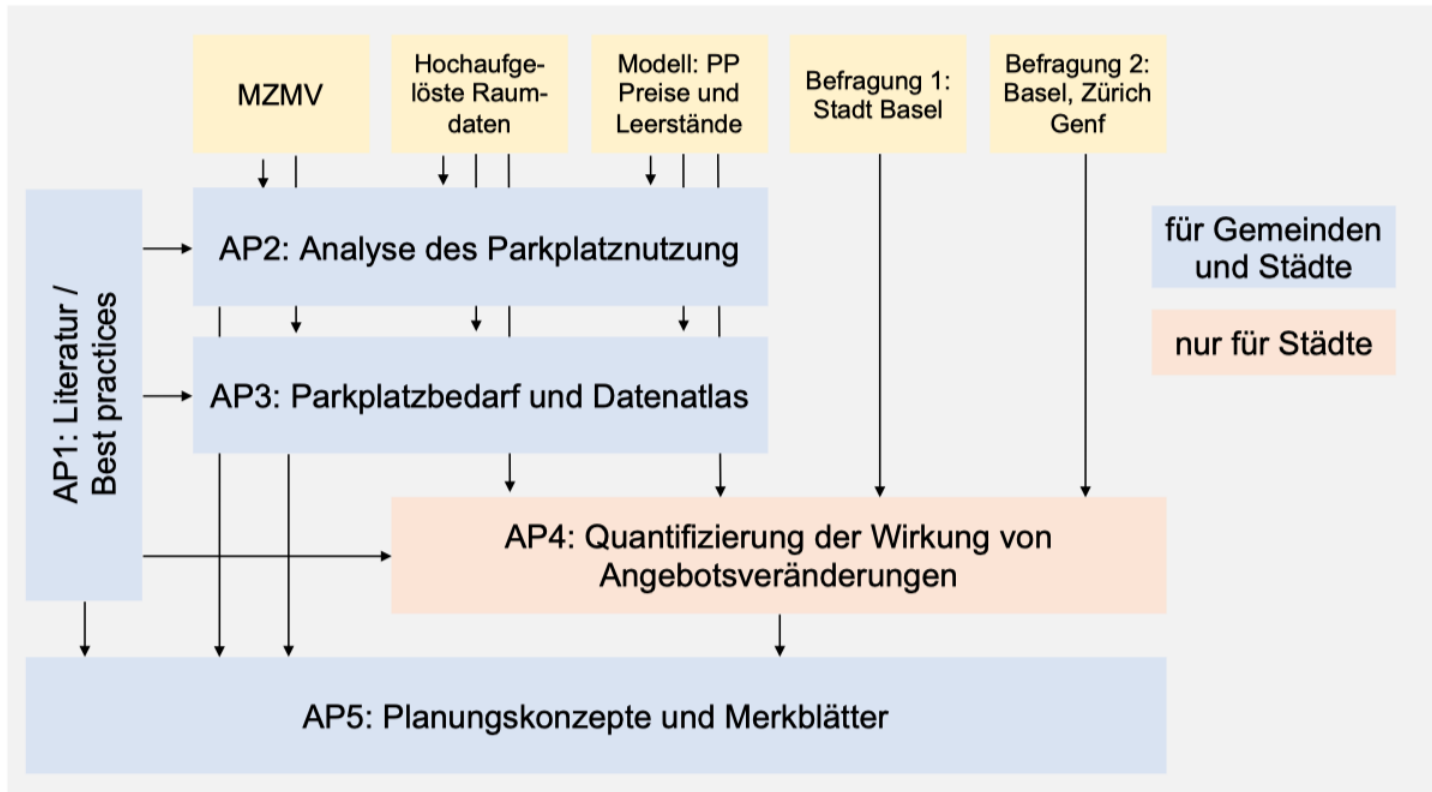 MZMV
Hochaufge-
löste Raum-
daten
Modell: PP
Preise und
Leerstände
Befragung 1:
Stadt Basel
Befragung 2:
Basel, Zürich
Genf
AP1: Literatur /
Best practices
AP2: Analyse des Parkplatznutzung
für Gemeinden
und Städte
nur für Städte
AP3: Parkplatzbedarf und Datenatlas
AP4: Quantifizierung der Wirkung von
Angebotsveränderungen
AP5: Planungskonzepte und Merkblätter